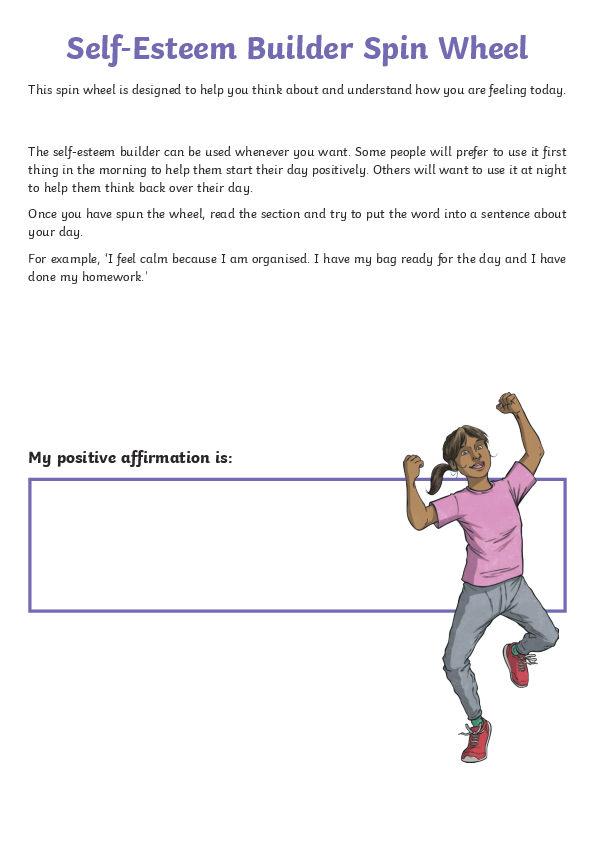 Self-Esteem Builder Spin Wheel
This spin wheel is designed to help you think about and understand how you are feeling today.
The self-esteem builder can be used whenever you want. Some people will prefer to use it first
thing in the morning to help them start their day positively. Others will want to use it at night
to help them think back over their day.
Once you have spun the wheel, read the section and try to put the word into a sentence about
your day.
For example, ‘I feel calm because I am organised. I have my bag ready for the day and I have
done my homework.’
My positive affirmation is: